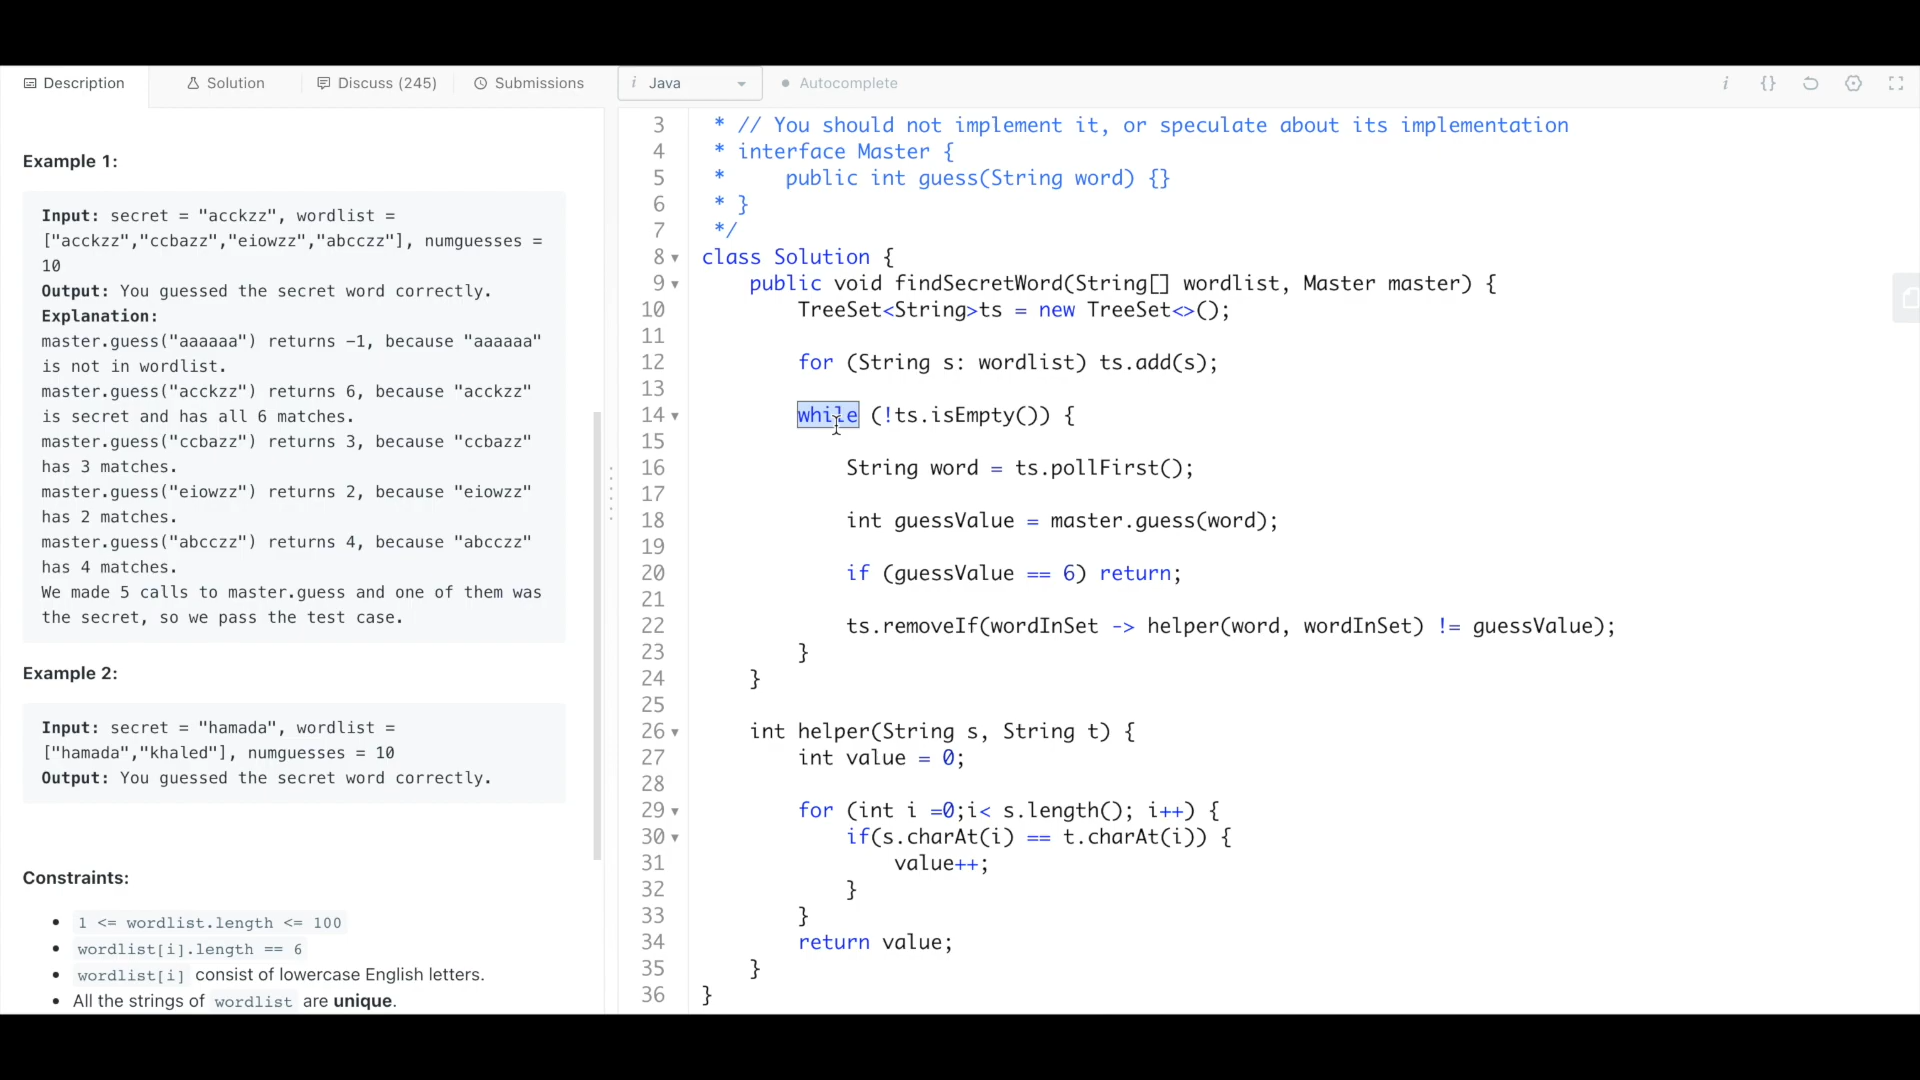 Description
Solution
Discuss (245)
Submissions
i Java
Autocomplete
i {}
Example 1:
Input: secret = "acckzz", wordlist =
["acckzz","ccbazz","eiowzz","abcczz"], numguesses =
10
Output: You guessed the secret word correctly.
Explanation:
master.guess("aaaaaa") returns -1, because "aaaaaa"
is not in wordlist.
master.guess("acckzz") returns 6, because "acckzz"
is secret and has all 6 matches.
master.guess("ccbazz") returns 3, because "ccbazz"
has 3 matches.
master.guess("eiowzz") returns 2, because "eiowzz"
has 2 matches.
master.guess("abcczz") returns 4, because "abcczz"
has 4 matches.
We made 5 calls to master.guess and one of them was
the secret, so we pass the test case.
Example 2:
Input: secret = "hamada", wordlist =
["hamada","khaled"], numguesses = 10
Output: You guessed the secret word correctly.
Constraints:
• 1 <= wordlist.length <= 100
• wordlist[i].length == 6
• wordlist[i] consist of lowercase English letters.
• All the strings of wordlist are unique.
3 * // You should not implement it, or speculate about its implementation
4 * interface Master {
5 *     public int guess(String word) {}
6 * }
7 */
8 class Solution {
9     public void findSecretWord(String[] wordlist, Master master) {
10         TreeSet<String>ts = new TreeSet<>();
11
12         for (String s: wordlist) ts.add(s);
13
14         while (!ts.isEmpty()) {
15
16             String word = ts.pollFirst();
17
18             int guessValue = master.guess(word);
19
20             if (guessValue == 6) return;
21
22             ts.removeIf(wordInSet -> helper(word, wordInSet) != guessValue);
23         }
24     }
25
26     int helper(String s, String t) {
27         int value = 0;
28
29         for (int i =0;i< s.length(); i++) {
30             if(s.charAt(i) == t.charAt(i)) {
31                 value++;
32             }
33         }
34         return value;
35     }
36 }